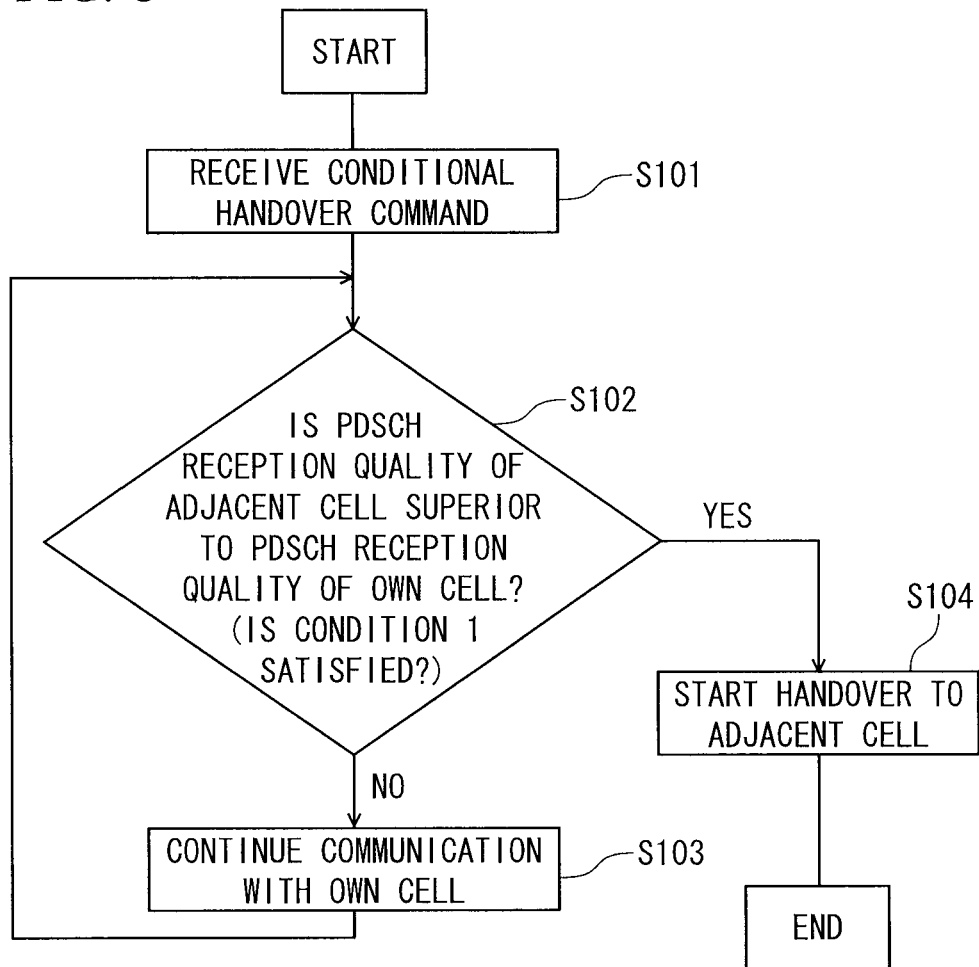 START
RECEIVE CONDITIONAL
HANDOVER COMMAND
S101
S102
IS PDSCH
RECEPTION QUALITY OF
ADJACENT CELL SUPERIOR
TO PDSCH RECEPTION
QUALITY OF OWN CELL?
(IS CONDITION 1
SATISFIED?)
YES
S104
START HANDOVER TO
ADJACENT CELL
NO
CONTINUE COMMUNICATION
WITH OWN CELL
S103
END